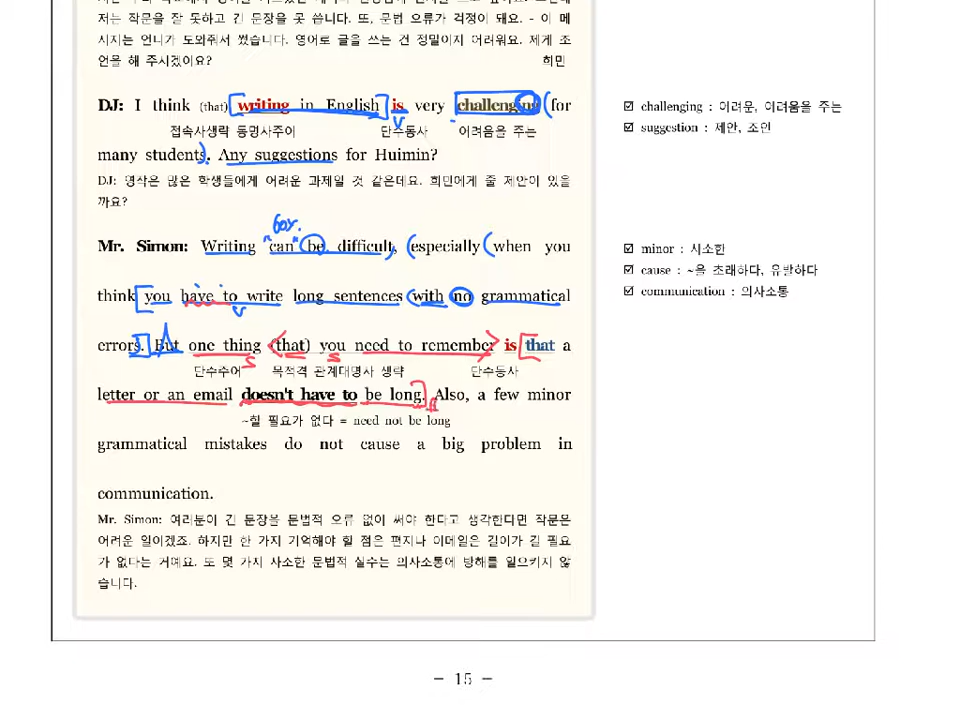 저는 작문을 잘 못하고 긴 문장을 못 씁니다. 또, 문법 오류가 걱정이 돼요. - 이 메
시지는 언니가 도와줘서 썼습니다. 영어로 글을 쓰는 건 정말이지 어려워요. 제게 조
언을 해 주시겠이요? 희민
DJ: I think (that) writing in English is very challenging (for
접속사생략 동명사주어 단수동사 어려움을 주는
many students). Any suggestions for Huimin?
DJ: 영작은 많은 학생들에게 어려운 과제일 것 같은데요. 희민에게 줄 제안이 있을
까요?
Mr. Simon: Writing can be difficult, (especially (when you
think you have to write long sentences (with no grammatical
errors). But one thing (that) you need to remember is that a
단수주어 목적격 관계대명사 생략 단수동사
letter or an email doesn't have to be long. Also, a few minor
~할 필요가 없다 = need not be long
grammatical mistakes do not cause a big problem in
communication.
Mr. Simon: 여러분이 긴 문장을 문법적 오류 없이 써야 한다고 생각한다면 작문은
어려운 일이겠죠. 하지만 한 가지 기억해야 할 점은 편지나 이메일은 길이가 길 필요
가 없다는 거예요. 또 몇 가지 사소한 문법적 실수는 의사소통에 방해를 일으키지 않
습니다.
☑ challenging : 어려운, 어려움을 주는
☑ suggestion : 제안, 조언
☑ minor : 사소한
☑ cause : ~을 초래하다, 유발하다
☑ communication : 의사소통
- 15 -